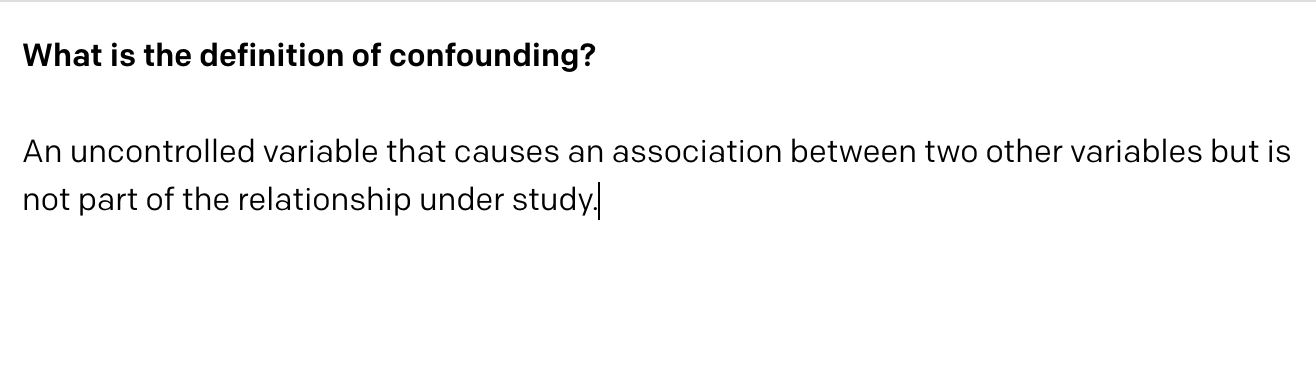 What is the definition of confounding?
An uncontrolled variable that causes an association between two other variables but is
not part of the relationship under study.